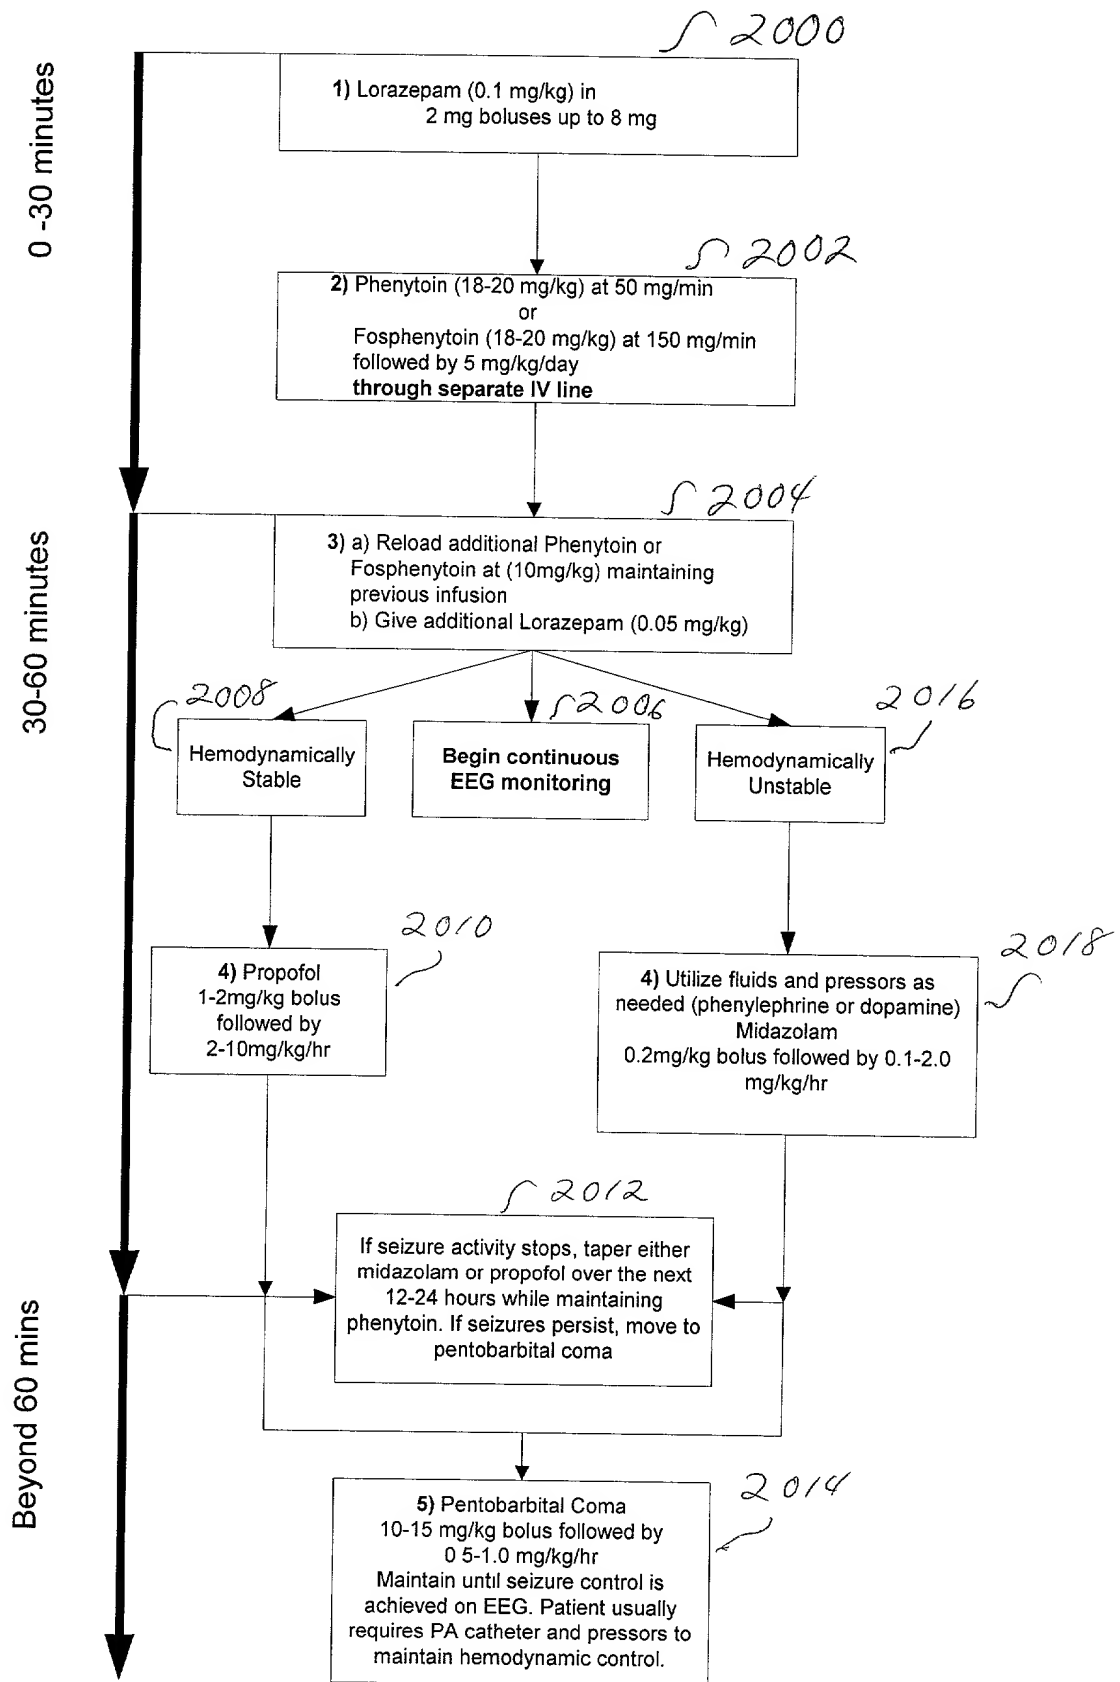 2000
0 -30 minutes
1) Lorazepam (0.1 mg/kg) in
2 mg boluses up to 8 mg
2002
2) Phenytoin (18-20 mg/kg) at 50 mg/min
or
Fosphenytoin (18-20 mg/kg) at 150 mg/min
followed by 5 mg/kg/day
through separate IV line
2004
30-60 minutes
3) a) Reload additional Phenytoin or
Fosphenytoin at (10mg/kg) maintaining
previous infusion
b) Give additional Lorazepam (0.05 mg/kg)
2008
Hemodynamically
Stable
2006
Begin continuous
EEG monitoring
2016
Hemodynamically
Unstable
2010
4) Propofol
1-2mg/kg bolus
followed by
2-10mg/kg/hr
2018
4) Utilize fluids and pressors as
needed (phenylephrine or dopamine)
Midazolam
0.2mg/kg bolus followed by 0.1-2.0
mg/kg/hr
2012
If seizure activity stops, taper either
midazolam or propofol over the next
12-24 hours while maintaining
phenytoin. If seizures persist, move to
pentobarbital coma
Beyond 60 mins
2014
5) Pentobarbital Coma
10-15 mg/kg bolus followed by
0 5-1.0 mg/kg/hr
Maintain until seizure control is
achieved on EEG. Patient usually
requires PA catheter and pressors to
maintain hemodynamic control.